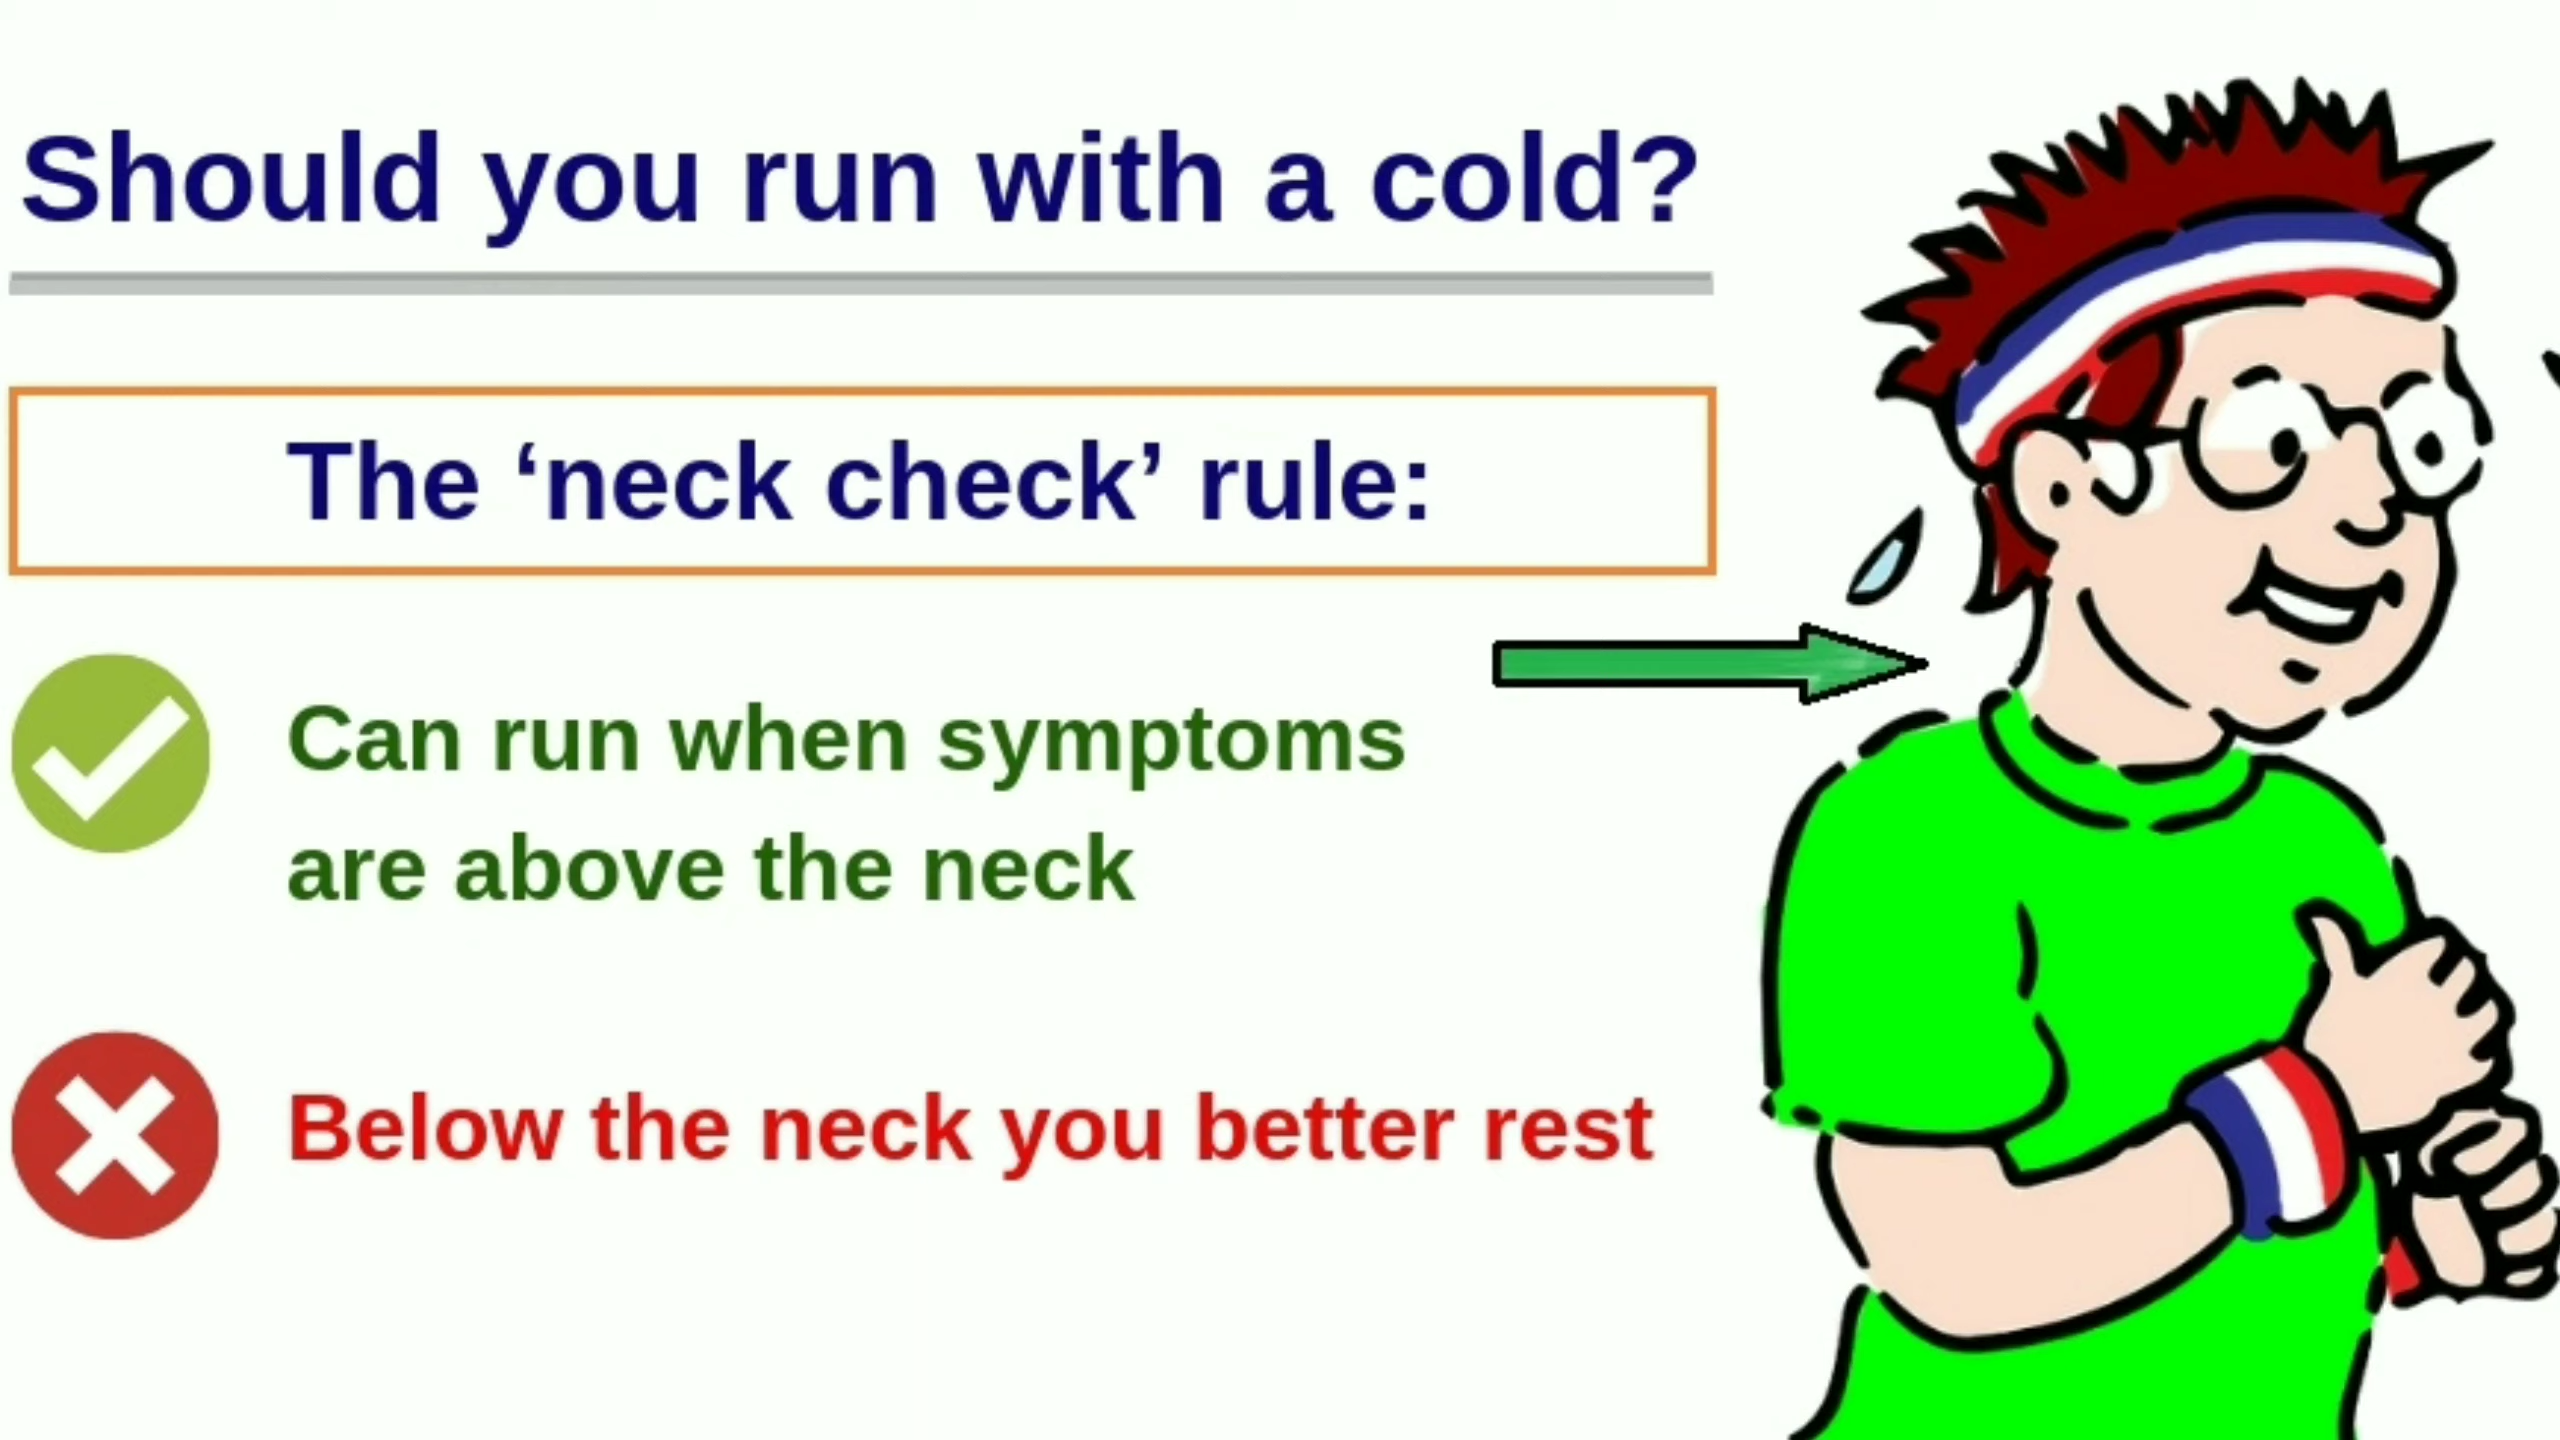 Should you run with a cold?
The ‘neck check’ rule:
Can run when symptoms
are above the neck
Below the neck you better rest